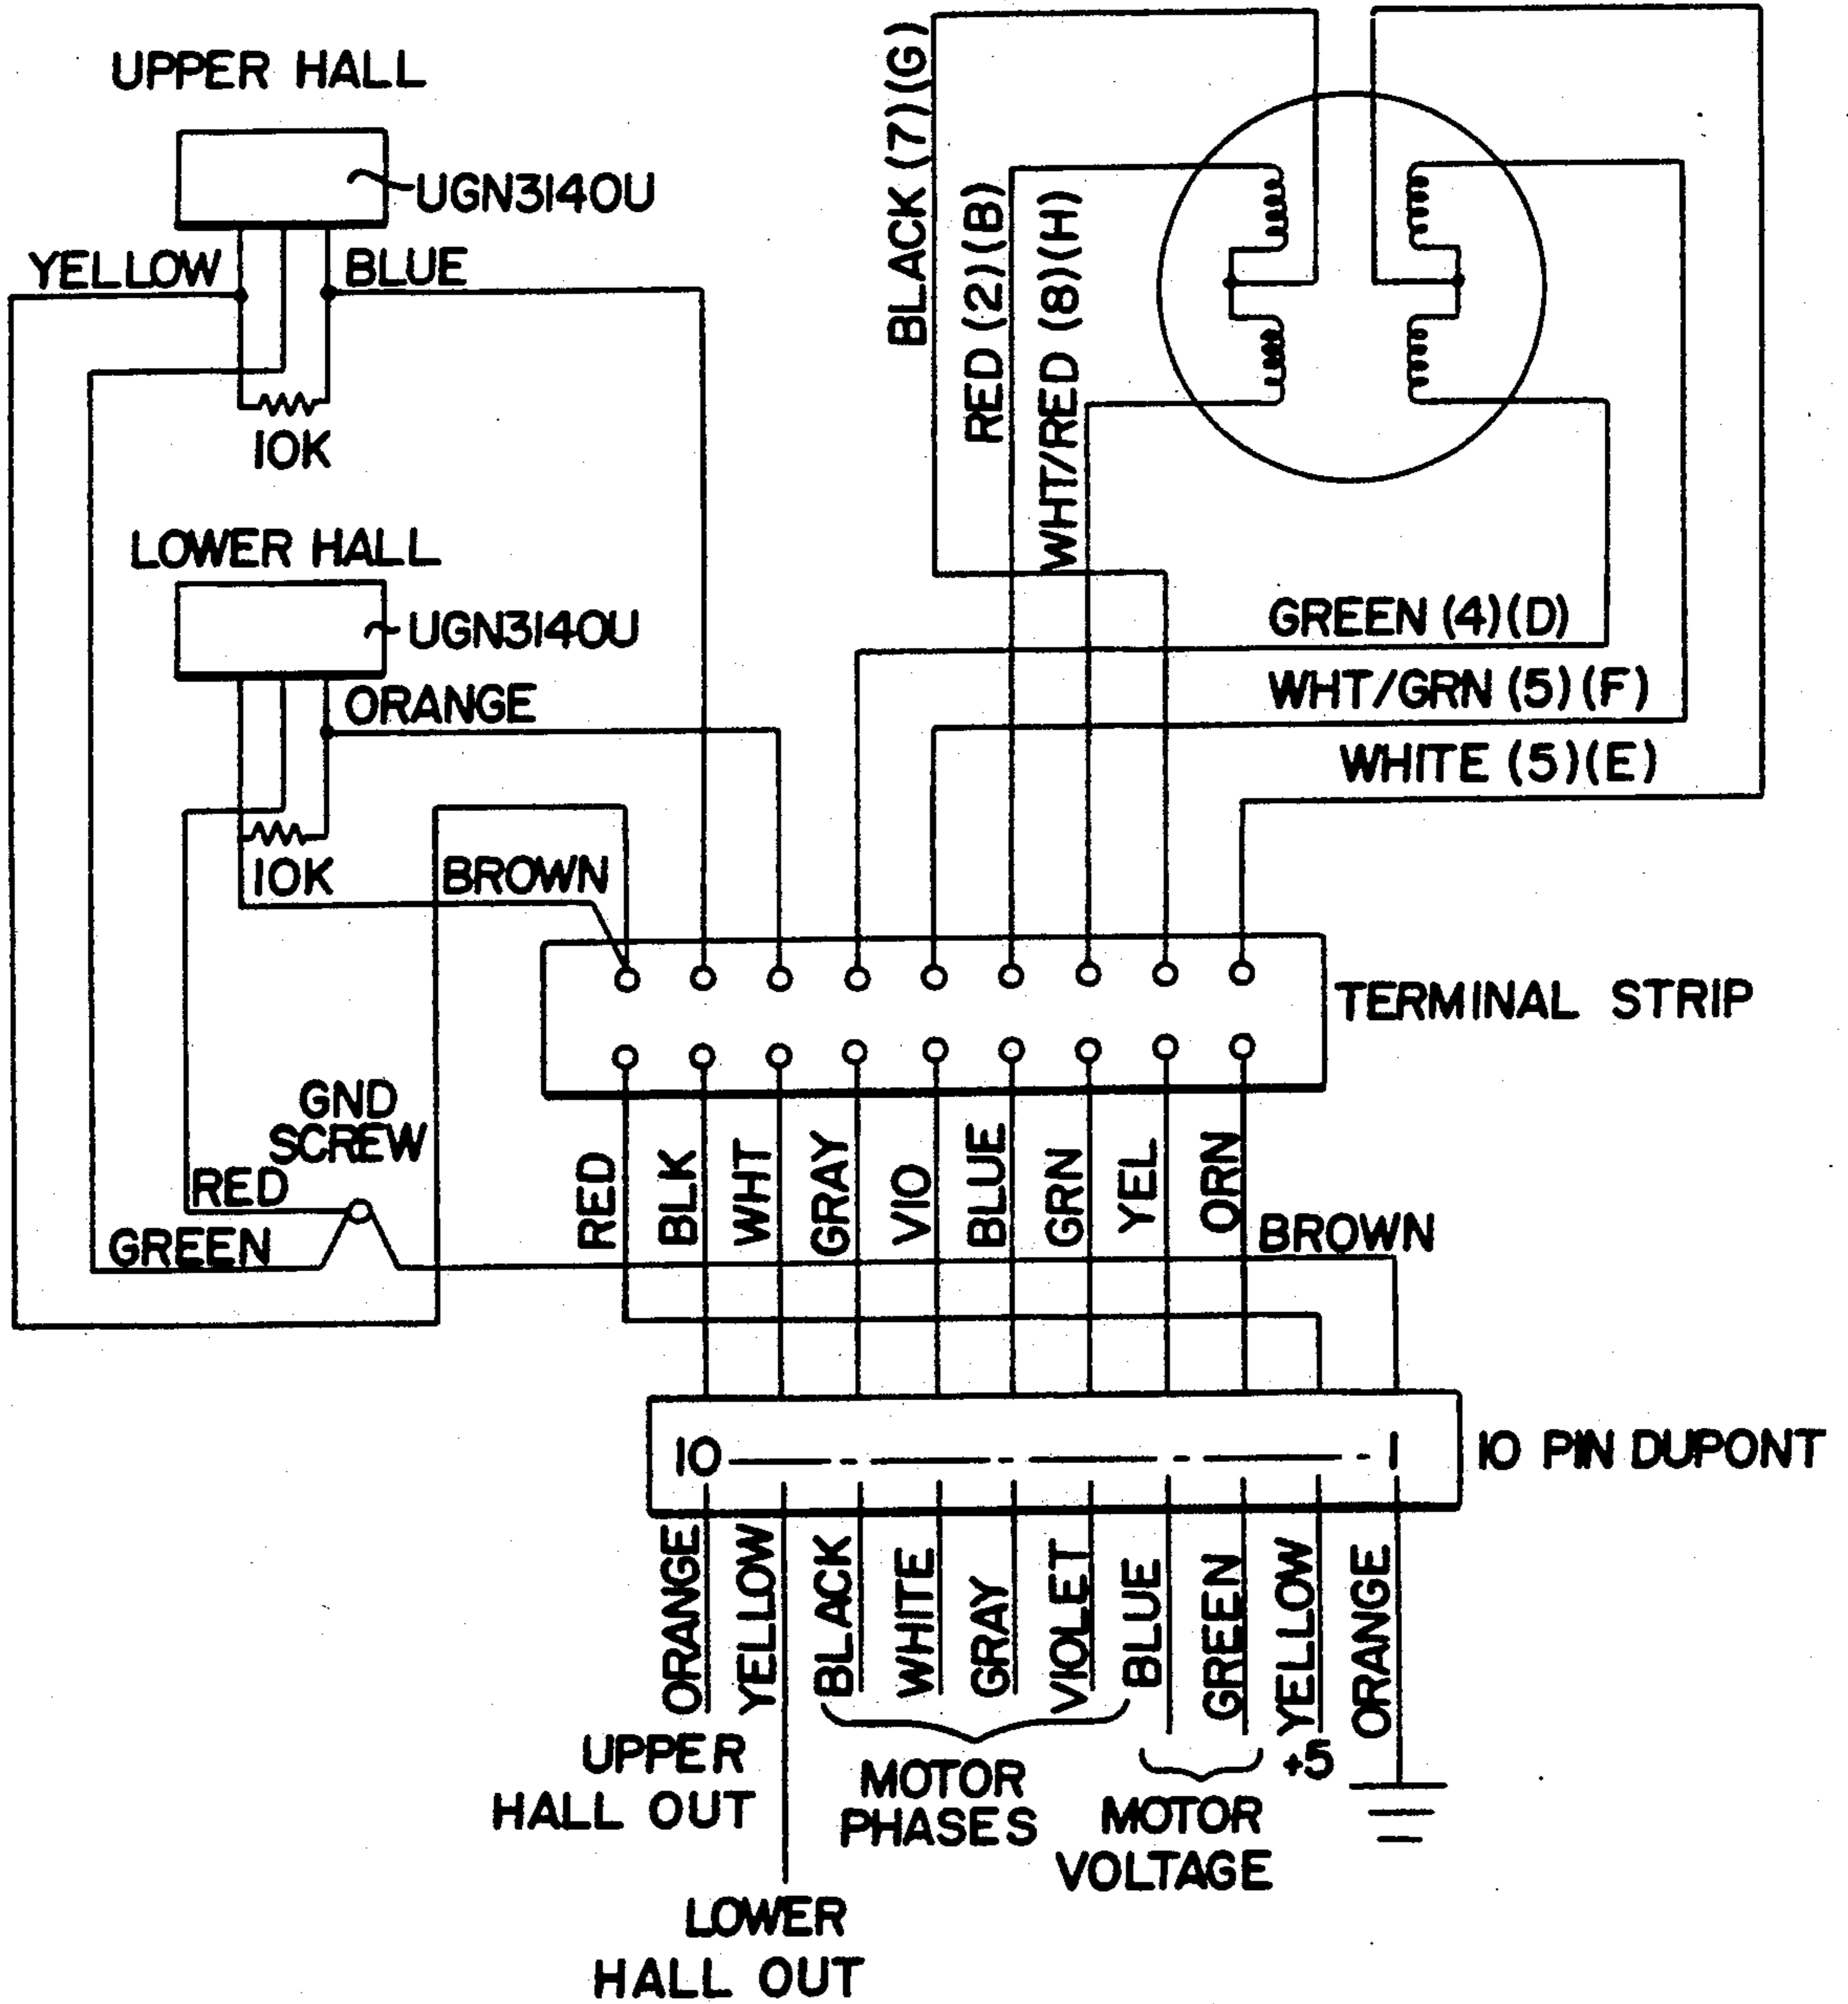 UPPER HALL
UGN3140U
YELLOW
BLUE
10K
LOWER HALL
UGN3140U
ORANGE
10K
BROWN
BLACK (7)(G)
RED (2)(B)
WHT/RED (8)(H)
GREEN (4)(D)
WHT/GRN (5)(F)
WHITE (5)(E)
TERMINAL STRIP
GND
SCREW
RED
GREEN
RED
BLK
WHT
GRAY
VIO
BLUE
GRN
YEL
ORN
BROWN
10
1
10 PIN DUPONT
ORANGE
YELLOW
BLACK
WHITE
GRAY
VIOLET
BLUE
GREEN
YELLOW
ORANGE
UPPER
HALL OUT
LOWER
HALL OUT
MOTOR
PHASES
MOTOR
VOLTAGE
+5